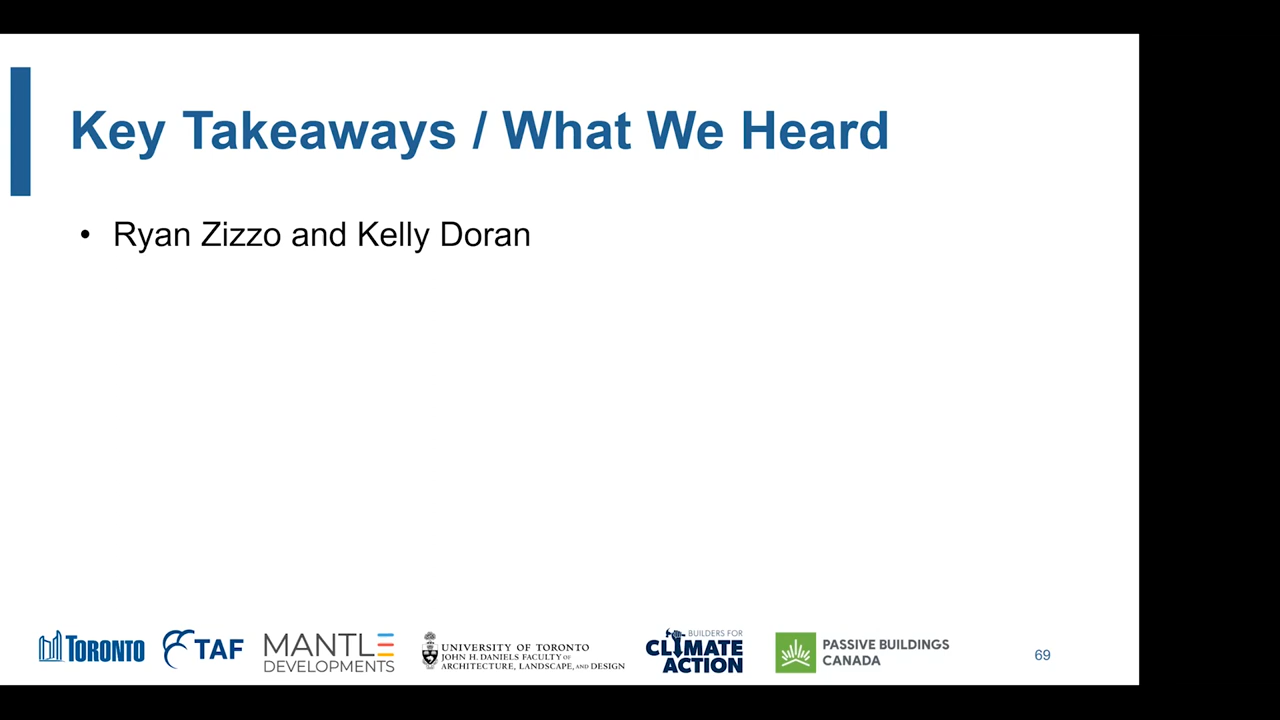 Key Takeaways / What We Heard
• Ryan Zizzo and Kelly Doran
TORONTO
TAF
MANTLE
DEVELOPMENTS
UNIVERSITY OF TORONTO
JOHN H. DANIELS FACULTY OF
ARCHITECTURE, LANDSCAPE, AND DESIGN
BUILDERS FOR
CLIMATE
ACTION
PASSIVE BUILDINGS
CANADA
69